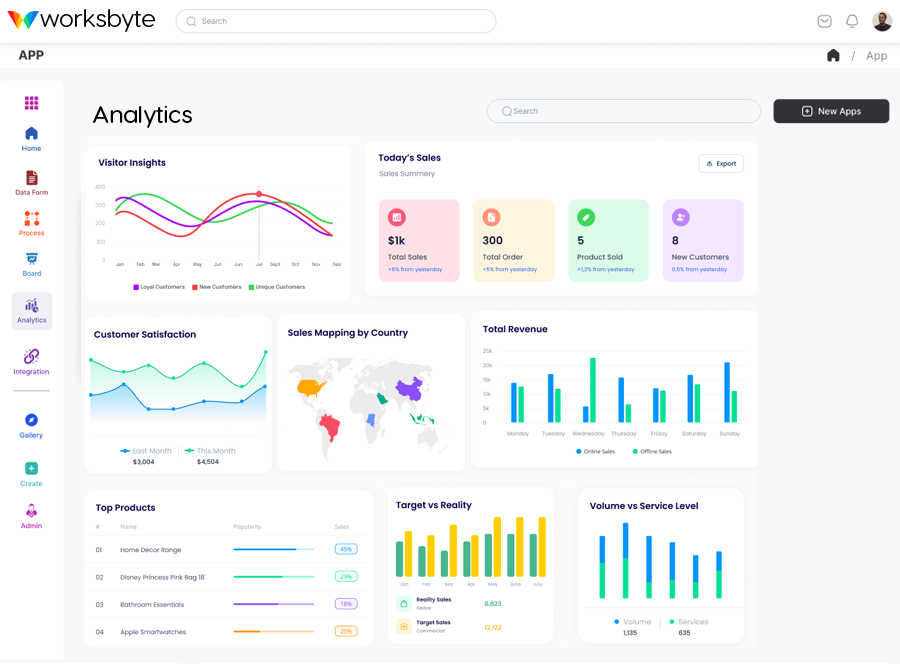 worksbyte
Search
APP
/ App
Home
Data Form
Process
Board
Analytics
Integration
Gallery
Create
Admin
Analytics
Search
New Apps
Visitor Insights
400
300
200
100
0
Jan Feb Mar Apr May Jun Jun Jul Sept Oct Nov Des
Loyal Customers New Customers Unique Customers
Today's Sales
Sales Summery
Export
$1k
Total Sales
+8% from yesterday
300
Total Order
+5% from yesterday
5
Product Sold
+1,2% from yesterday
8
New Customers
0,5% from yesterday
Customer Satisfaction
Last Month This Month
$3,004 $4,504
Sales Mapping by Country
Total Revenue
25k
20k
15k
10k
5k
0
Monday Tuesday Wednesday Thursday Friday Saturday Sunday
Online Sales Offline Sales
Top Products
# Name Popularity Sales
01 Home Decor Range 45%
02 Disney Princess Pink Bag 18' 29%
03 Bathroom Essentials 18%
04 Apple Smartwatches 25%
Target vs Reality
Jan Feb Mar Apr May June July
Reality Sales
Global
8.823
Target Sales
Commercial
12.122
Volume vs Service Level
Volume Services
1,135 635